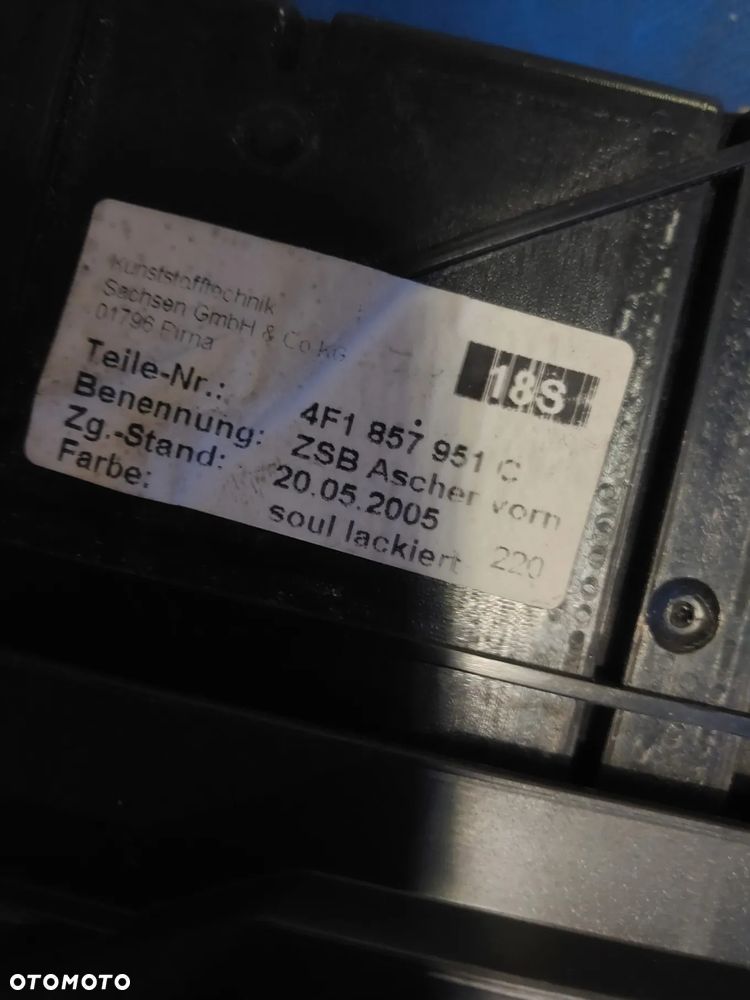 Kunststofftechnik
Sachsen GmbH & Co.KG
01796 Pirna
18S
Teile-Nr.: 4F1 857 951 C
Benennung: ZSB Ascher vorn
Zg.-Stand: 20.05.2005
Farbe: soul lackiert 220
OTOMOTO